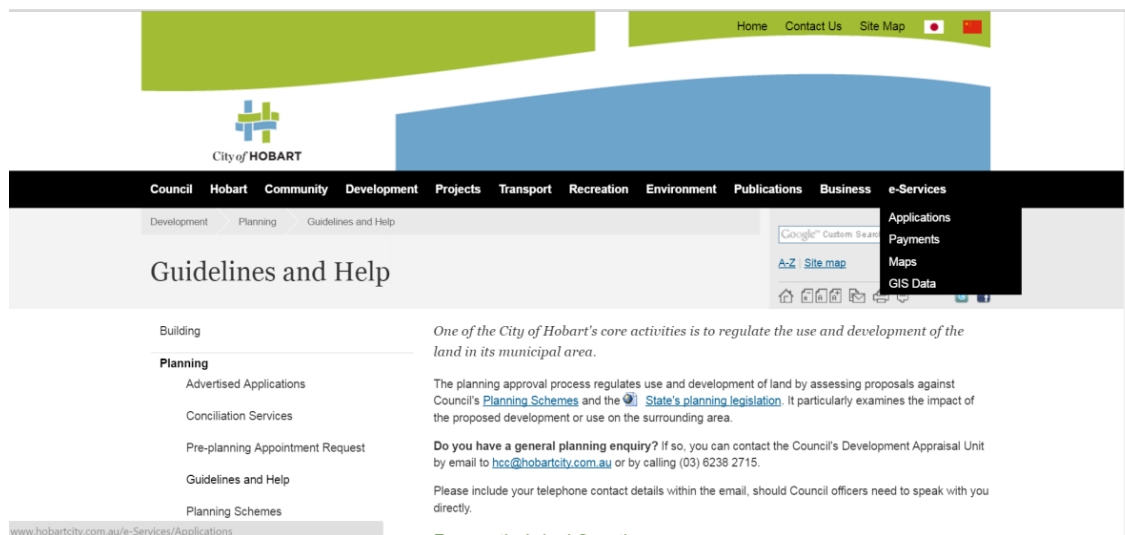 Home Contact Us Site Map
City of HOBART
Council Hobart Community Development Projects Transport Recreation Environment Publications Business e-Services
Development Planning Guidelines and Help
Applications
Google™ Custom Sear
Payments
A-Z | Site map
Maps
GIS Data
Guidelines and Help
Building
Planning
Advertised Applications
Conciliation Services
Pre-planning Appointment Request
Guidelines and Help
Planning Schemes
One of the City of Hobart's core activities is to regulate the use and development of the
land in its municipal area.
The planning approval process regulates use and development of land by assessing proposals against
Council's Planning Schemes and the State's planning legislation. It particularly examines the impact of
the proposed development or use on the surrounding area.
Do you have a general planning enquiry? If so, you can contact the Council's Development Appraisal Unit
by email to hcc@hobartcity.com.au or by calling (03) 6238 2715.
Please include your telephone contact details within the email, should Council officers need to speak with you
directly.
www.hobartcity.com.au/e-Services/Applications